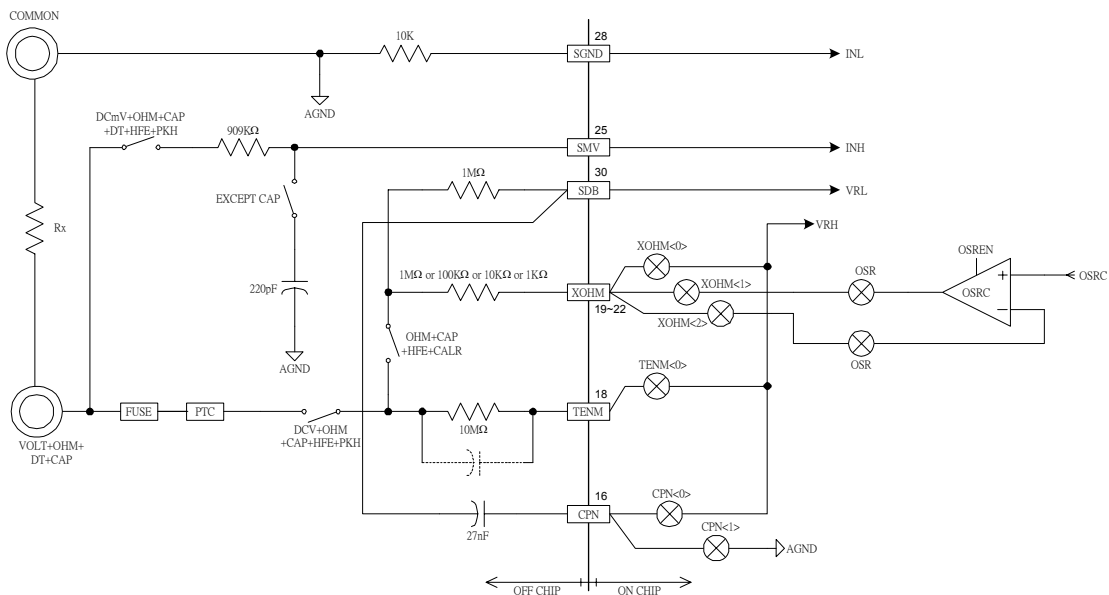 COMMON
10K
28
SGND
INL
AGND
DCmV+OHM+CAP
+DT+HFE+PKH
909KΩ
25
SMV
INH
1MΩ
30
SDB
VRL
EXCEPT CAP
VRH
Rx
XOHM<0>
OSREN
1MΩ or 100KΩ or 10KΩ or 1KΩ
XOHM
19~22
XOHM<1>
OSR
OSRC
+
OSRC
220pF
XOHM<2>
OSR
OHM+CAP
+HFE+CALR
AGND
TENM<0>
18
TENM
FUSE
PTC
10MΩ
DCV+OHM
+CAP+HFE+PKH
VOLT+OHM+
DT+CAP
16
CPN
CPN<0>
27nF
CPN<1>
AGND
OFF CHIP
ON CHIP